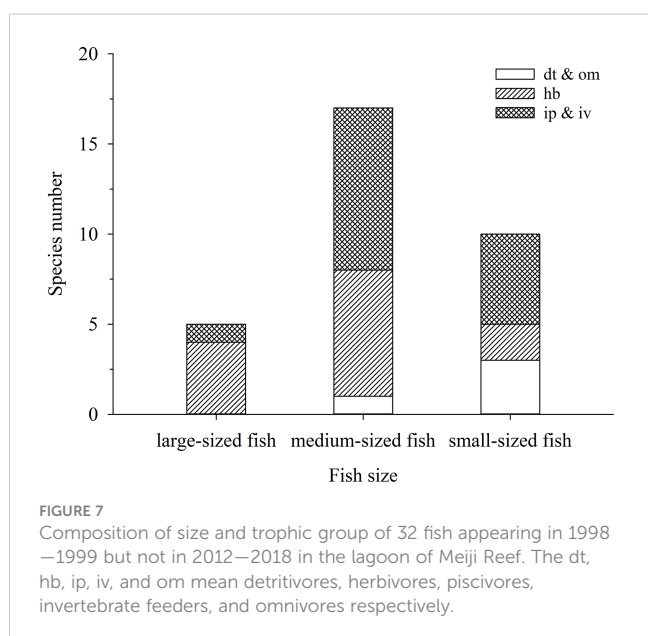 20
15
10
5
0
Species number
dt & om
hb
ip & iv
large-sized fish medium-sized fish small-sized fish
Fish size
FIGURE 7
Composition of size and trophic group of 32 fish appearing in 1998
—1999 but not in 2012—2018 in the lagoon of Meiji Reef. The dt,
hb, ip, iv, and om mean detritivores, herbivores, piscivores,
invertebrate feeders, and omnivores respectively.